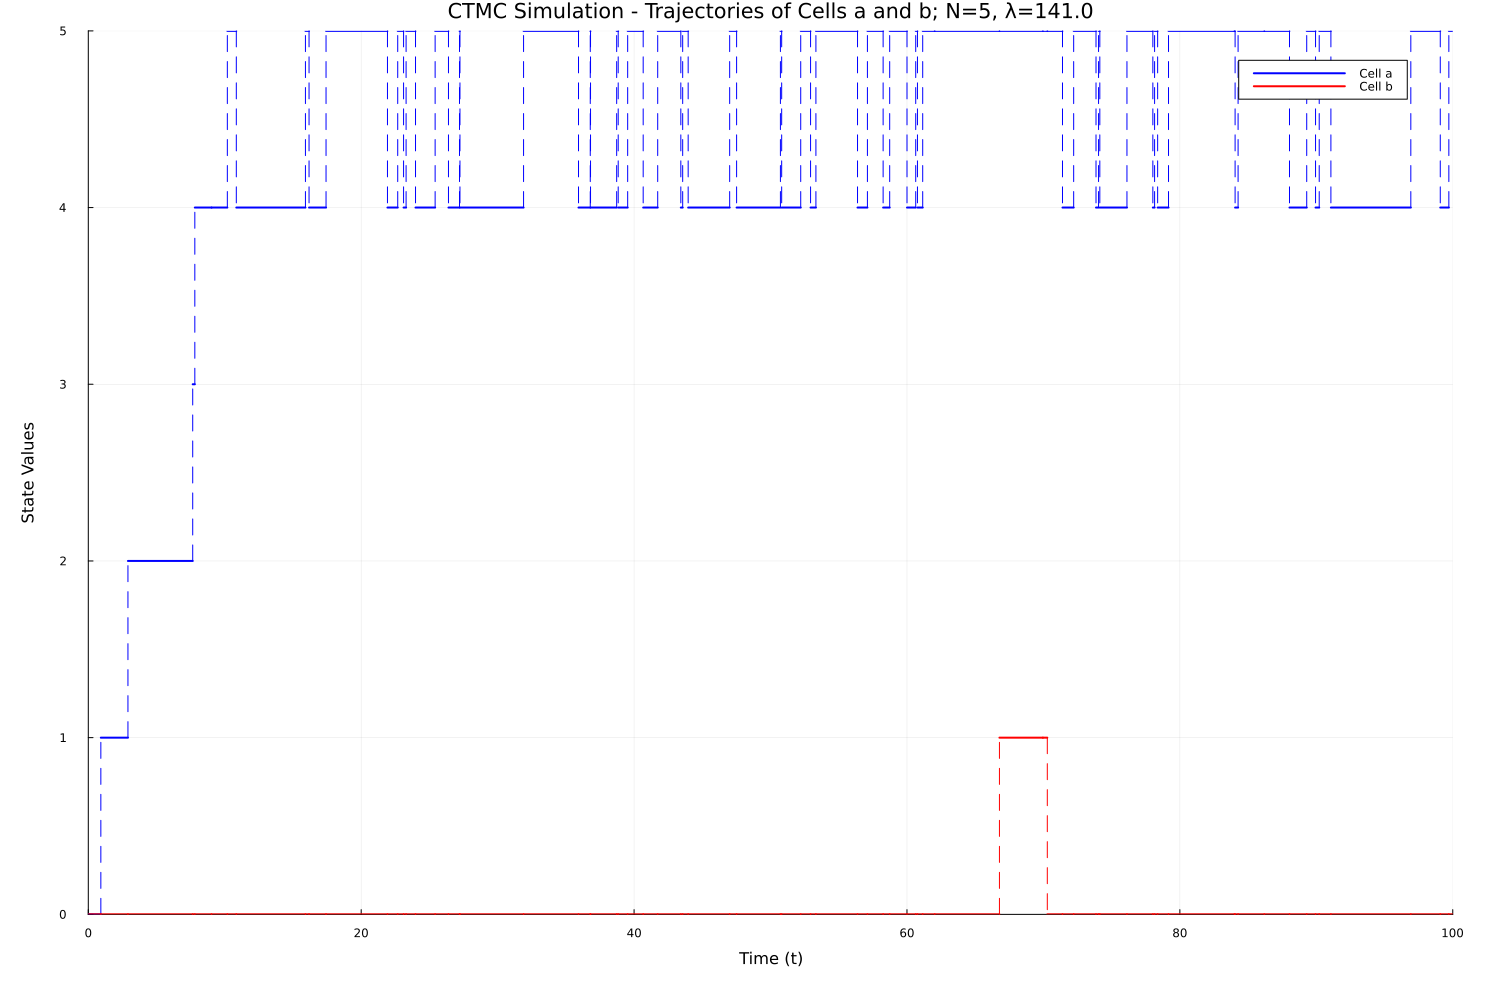 CTMC Simulation - Trajectories of Cells a and b; N=5, λ=141.0
5
Cell a
Cell b
4
3
State Values
2
1
0
0 20 40 60 80 100
Time (t)